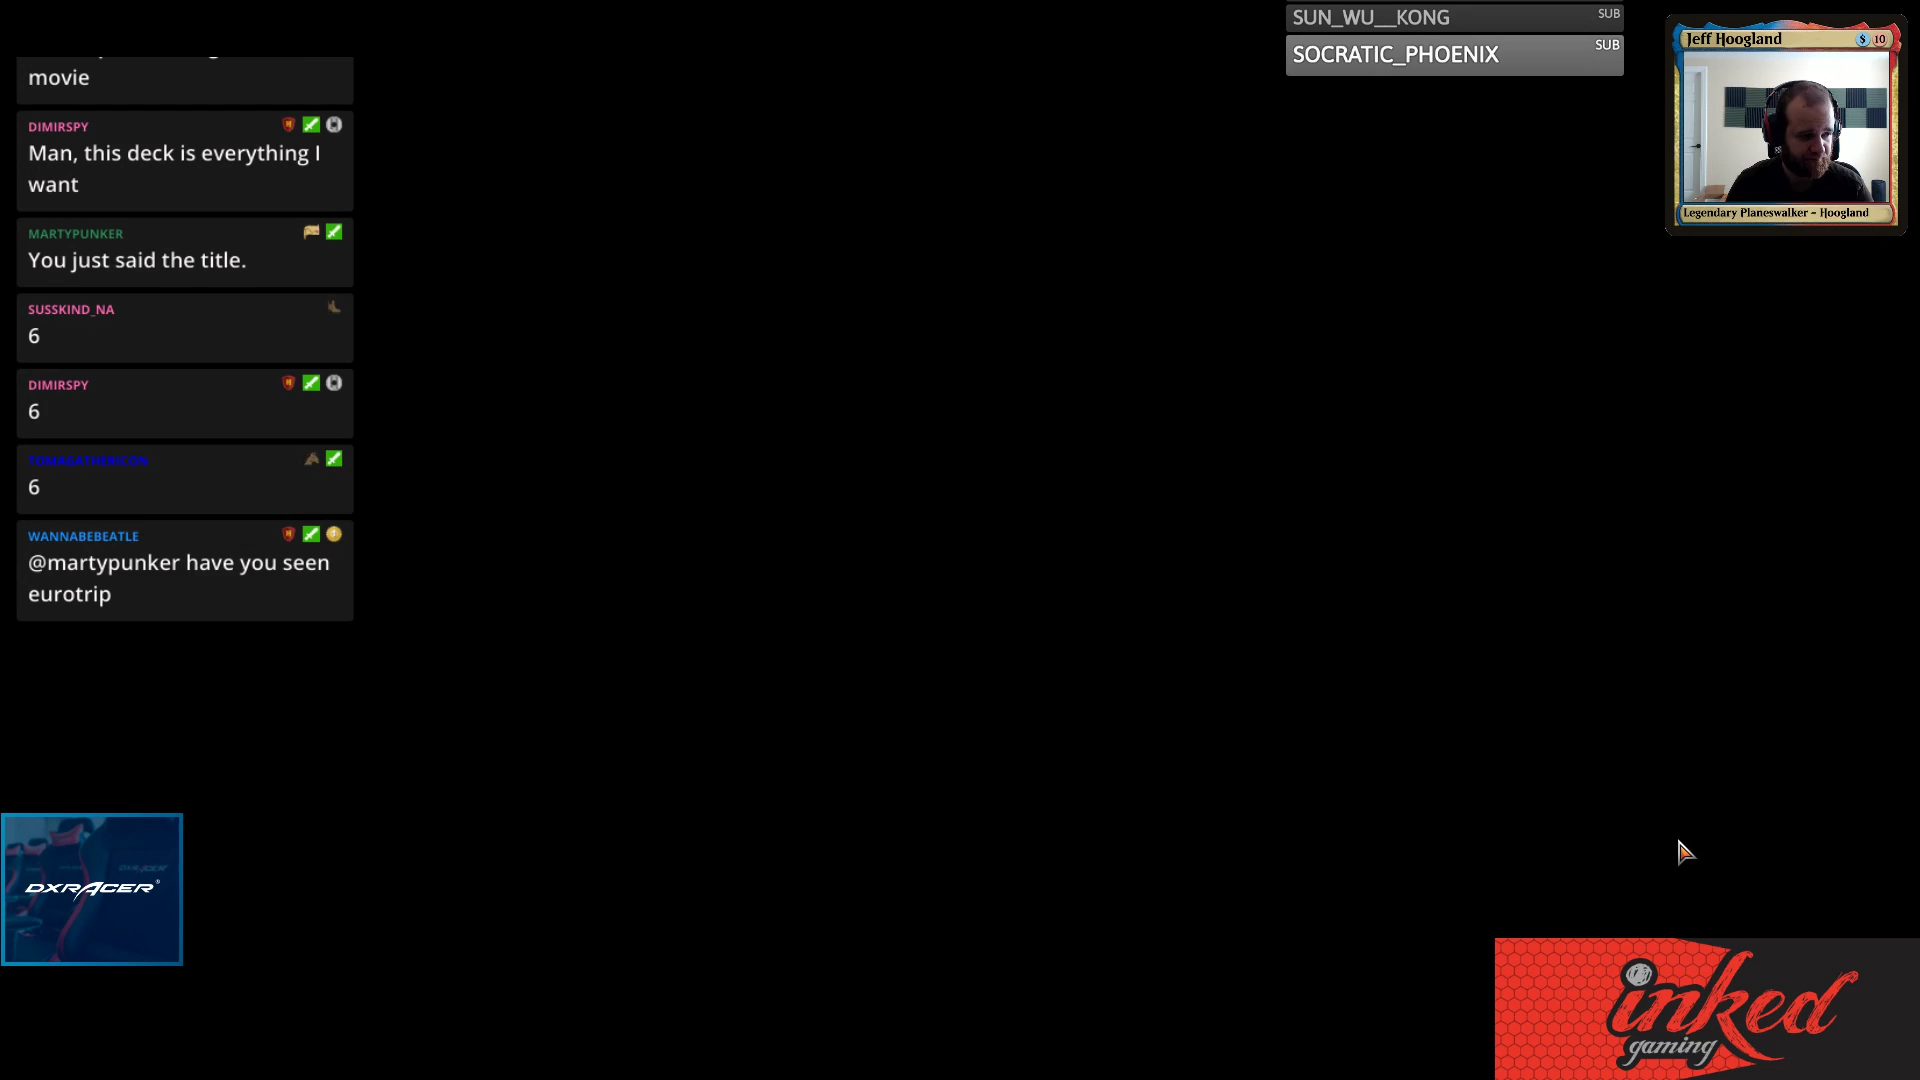 movie
DIMIRSPY
Man, this deck is everything I
want
MARTYPUNKER
You just said the title.
SUSSKIND_NA
6
DIMIRSPY
6
TOMAGATHERICON
6
WANNABEBEATLE
@martypunker have you seen
eurotrip
SUN_WU__KONG SUB
SOCRATIC_PHOENIX SUB
Jeff Hoogland $ 10
Legendary Planeswalker - Hoogland
DXRACER®
inked
gaming